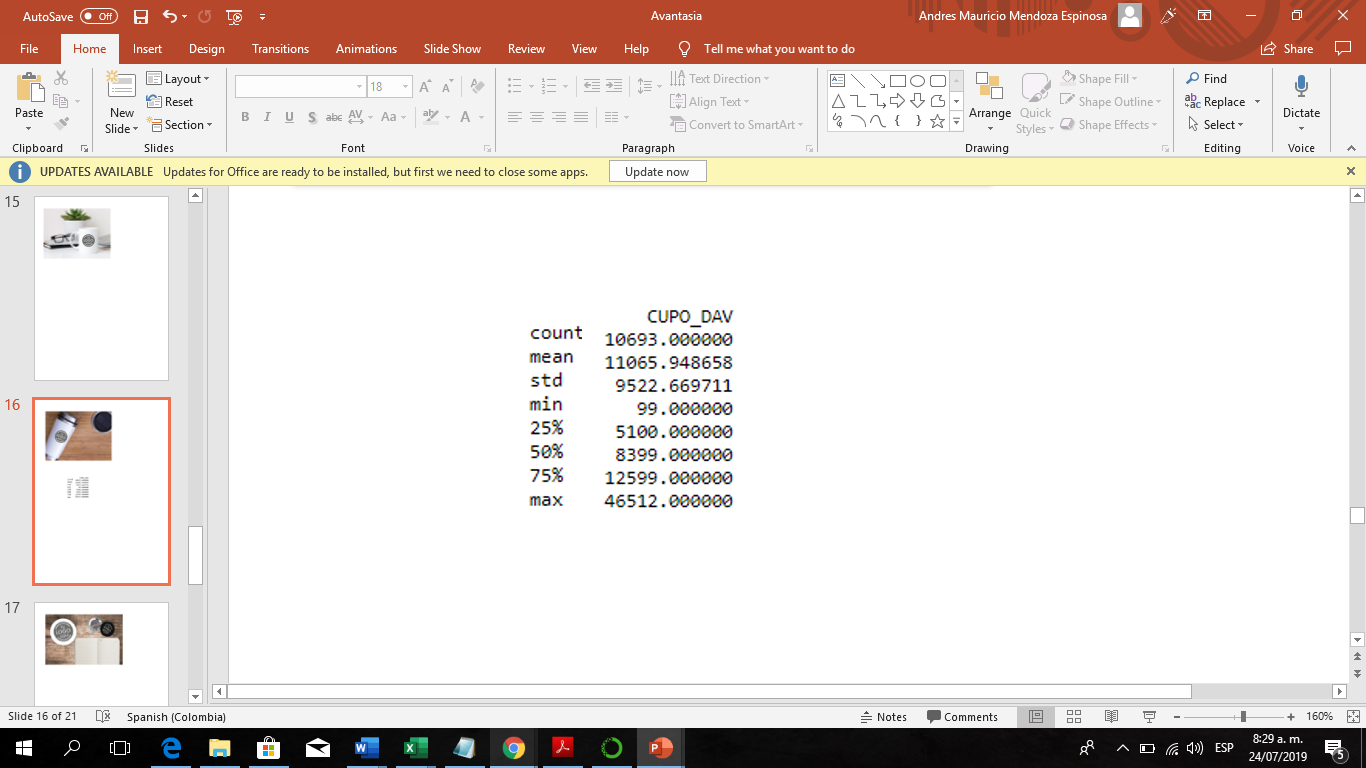 AutoSave Off Avantasia Andres Mauricio Mendoza Espinosa
File Home Insert Design Transitions Animations Slide Show Review View Help Tell me what you want to do Share
Paste
Clipboard
New Slide
Layout
Reset
Section
Slides
18
B I U S abc AV Aa A
Font
Text Direction
Align Text
Convert to SmartArt
Paragraph
Arrange
Quick Styles
Shape Fill
Shape Outline
Shape Effects
Drawing
Find
Replace
Select
Editing
Dictate
Voice
UPDATES AVAILABLE Updates for Office are ready to be installed, but first we need to close some apps. Update now
15
16
17
CUPO_DAV
count 10693.000000
mean 11065.948658
std 9522.669711
min 99.000000
25% 5100.000000
50% 8399.000000
75% 12599.000000
max 46512.000000
Slide 16 of 21 Spanish (Colombia) Notes Comments 160%
ESP 8:29 a. m.
24/07/2019 5